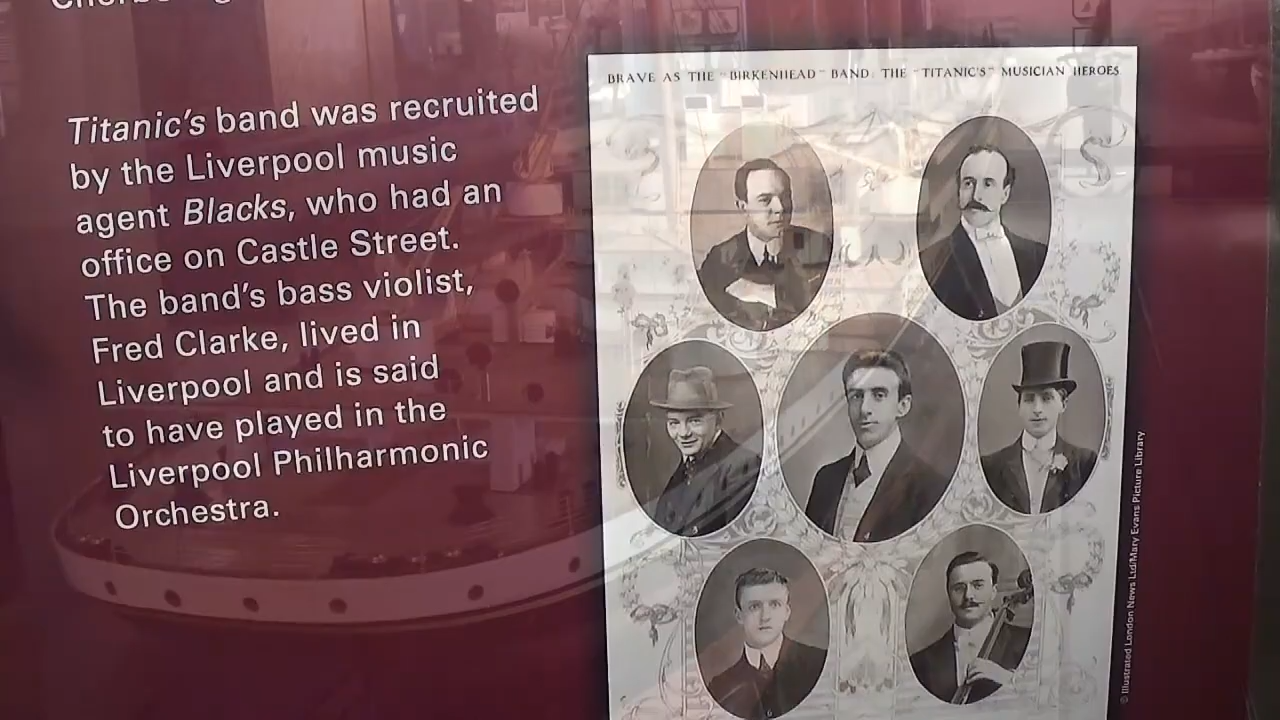 Titanic's band was recruited
by the Liverpool music
agent Blacks, who had an
office on Castle Street.
The band's bass violist,
Fred Clarke, lived in
Liverpool and is said
to have played in the
Liverpool Philharmonic
Orchestra.
BRAVE AS THE "BIRKENHEAD" BAND: THE "TITANIC'S" MUSICIAN HEROES
© Illustrated London News Ltd/Mary Evans Picture Library